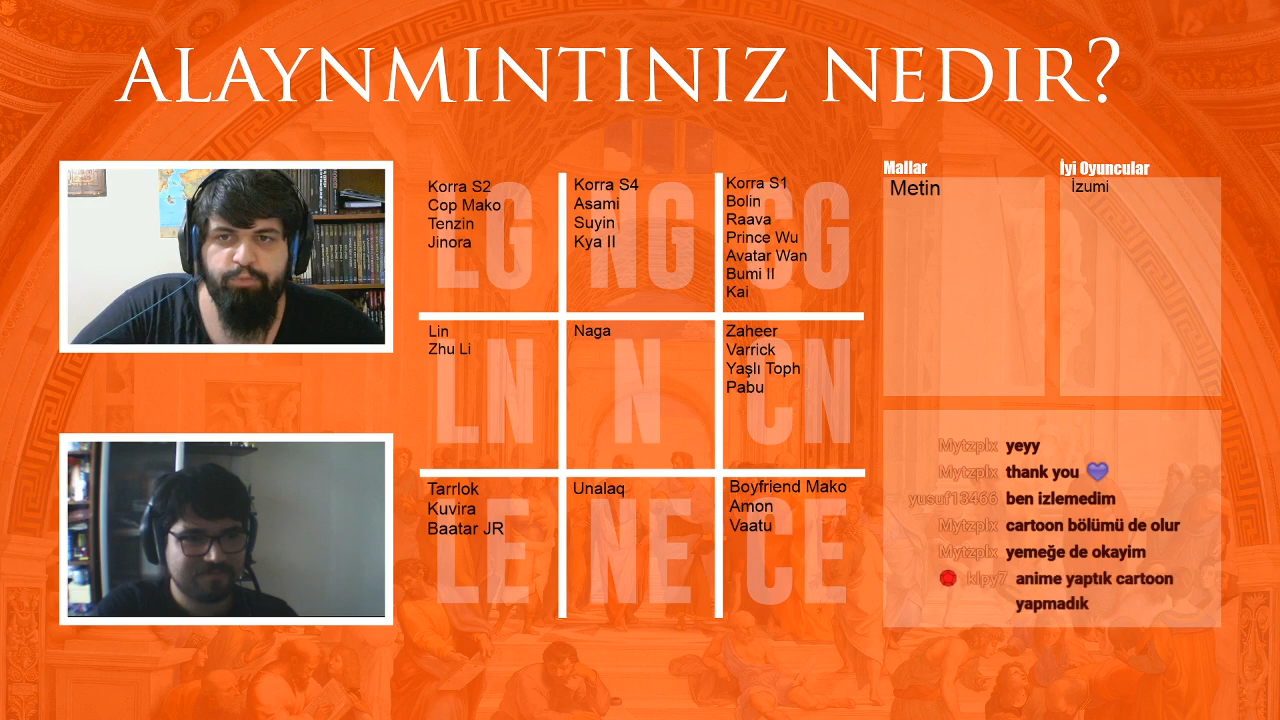 ALAYNMINTINIZ NEDIR?
Korra S2
Cop Mako
Tenzin
Jinora
LG
Korra S4
Asami
Suyin
Kya II
NG
Korra S1
Bolin
Raava
Prince Wu
Avatar Wan
Bumi II
Kai
CG
Lin
Zhu Li
LN
Naga
N
Zaheer
Varrick
Yaşlı Toph
Pabu
CN
Tarrlok
Kuvira
Baatar JR
LE
Unalaq
NE
Boyfriend Mako
Amon
Vaatu
CE
Mallar
Metin
İyi Oyuncular
İzumi
Mytzplx yeyy
Mytzplx thank you 💜
yusuf13466 ben izlemedim
Mytzplx cartoon bölümü de olur
Mytzplx yemeğe de okayim
klpy7 anime yaptık cartoon
yapmadık